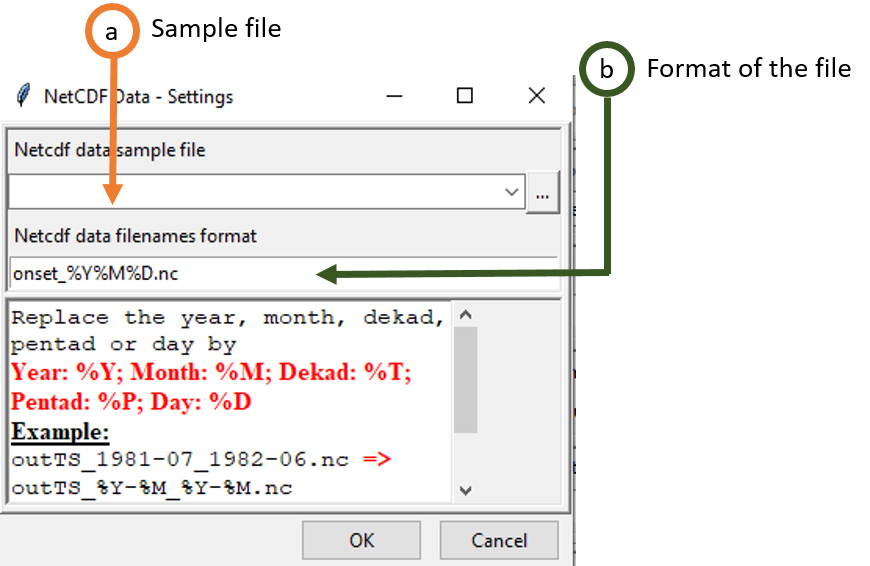 a Sample file
b Format of the file
NetCDF Data - Settings
Netcdf data sample file
...
Netcdf data filenames format
onset_%Y%M%D.nc
Replace the year, month, dekad,
pentad or day by
Year: %Y; Month: %M; Dekad: %T;
Pentad: %P; Day: %D
Example:
outTS_1981-07_1982-06.nc =>
outTS_%Y-%M_%Y-%M.nc
OK Cancel